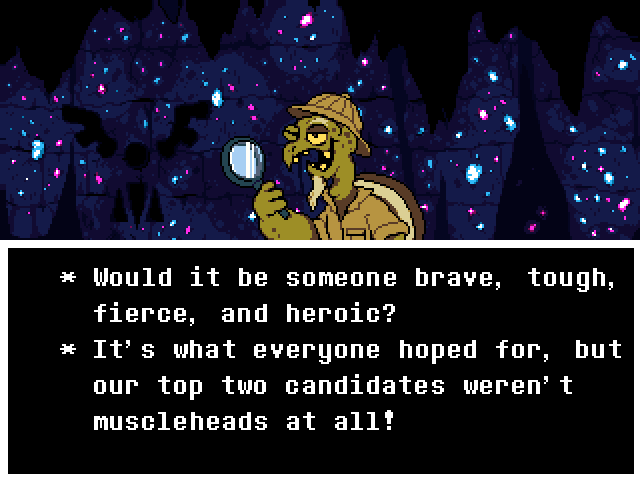 * Would it be someone brave, tough,
fierce, and heroic?
* It's what everyone hoped for, but
our top two candidates weren't
muscleheads at all!